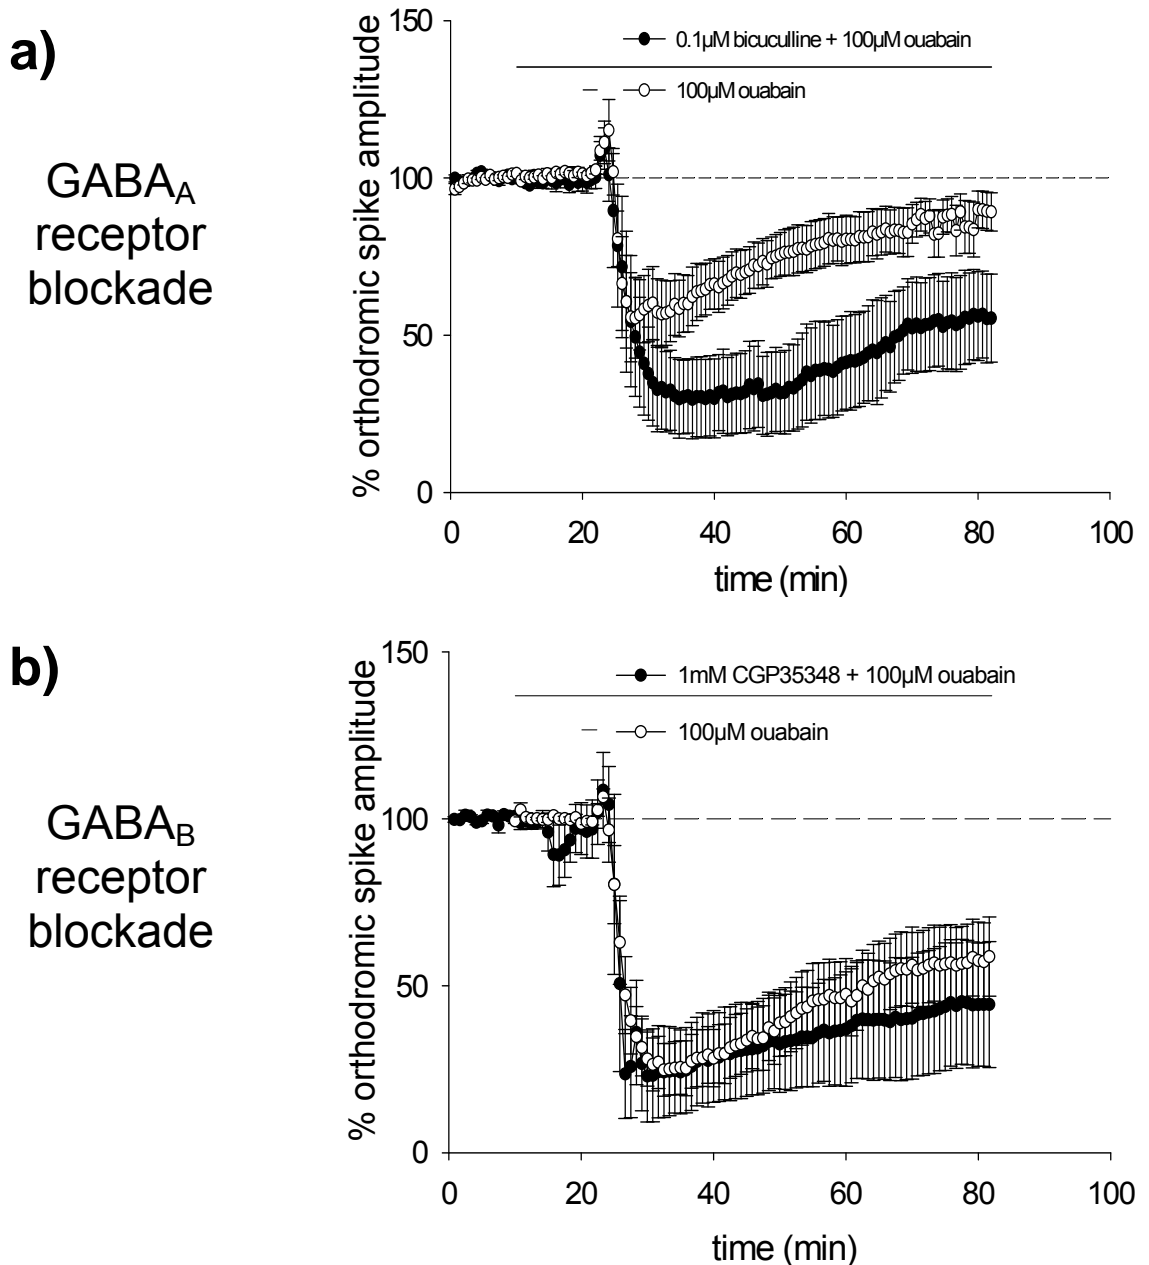 a)
GABA_A
receptor
blockade
% orthodromic spike amplitude
150
100
50
0
0.1µM bicuculline + 100µM ouabain
100µM ouabain
0 20 40 60 80 100
time (min)
b)
GABA_B
receptor
blockade
% orthodromic spike amplitude
150
100
50
0
1mM CGP35348 + 100µM ouabain
100µM ouabain
0 20 40 60 80 100
time (min)